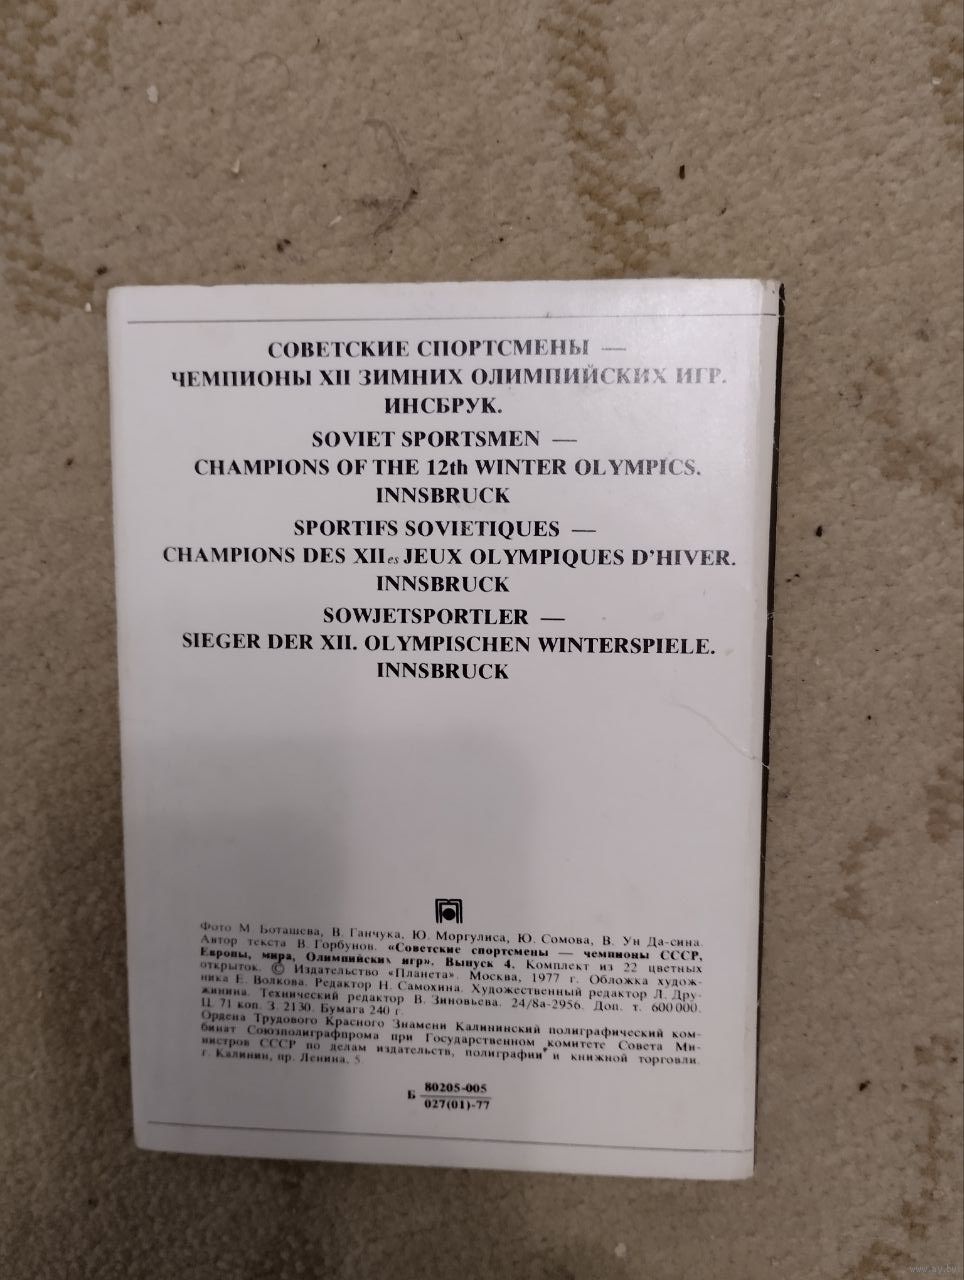 СОВЕТСКИЕ СПОРТСМЕНЫ —
ЧЕМПИОНЫ XII ЗИМНИХ ОЛИМПИЙСКИХ ИГР.
ИНСБРУК.
SOVIET SPORTSMEN —
CHAMPIONS OF THE 12th WINTER OLYMPICS.
INNSBRUCK
SPORTIFS SOVIETIQUES —
CHAMPIONS DES XIIes JEUX OLYMPIQUES D'HIVER.
INNSBRUCK
SOWJETSPORTLER —
SIEGER DER XII. OLYMPISCHEN WINTERSPIELE.
INNSBRUCK
Фото М. Боташева, В. Ганчука, Ю. Моргулиса, Ю. Сомова, В. Ун Да-сина.
Автор текста В. Горбунов. «Советские спортсмены — чемпионы СССР,
Европы, мира, Олимпийских игр». Выпуск 4. Комплект из 22 цветных
открыток. © Издательство «Планета». Москва, 1977 г. Обложка худож-
ника Е. Волкова. Редактор Н. Самохина. Художественный редактор Л. Дру-
жинина. Технический редактор В. Зиновьева. 24/8а-2956. Доп. т. 600 000.
Ц. 71 коп. З. 2130. Бумага 240 г.
Ордена Трудового Красного Знамени Калининский полиграфический ком-
бинат Союзполиграфпрома при Государственном комитете Совета Ми-
нистров СССР по делам издательств, полиграфии и книжной торговли.
г. Калинин, пр. Ленина, 5.
80205-005
Б
027(01)-77
www.ay.by